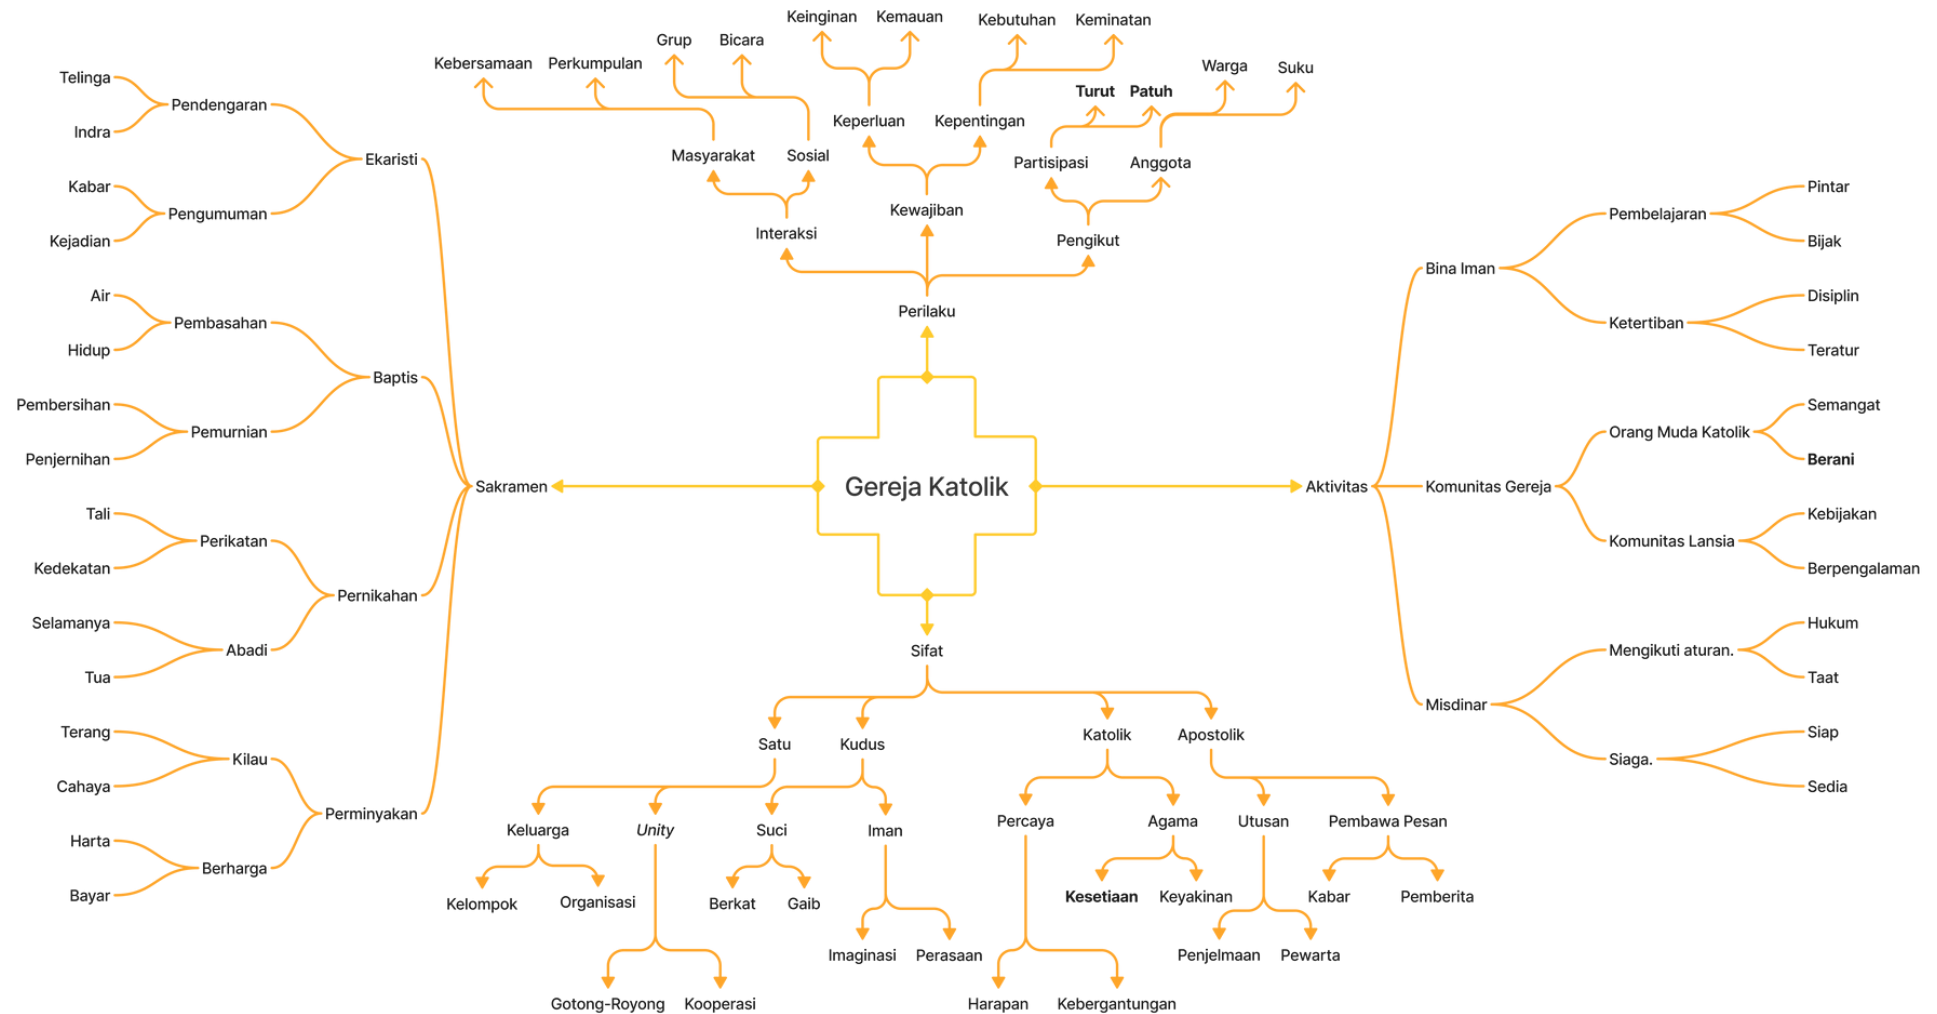 Gereja Katolik
Perilaku
Interaksi
Masyarakat
Kebersamaan
Perkumpulan
Sosial
Grup
Bicara
Kewajiban
Keperluan
Keinginan
Kemauan
Kepentingan
Kebutuhan
Keminatan
Pengikut
Partisipasi
Turut
Patuh
Anggota
Warga
Suku
Sakramen
Ekaristi
Pendengaran
Telinga
Indra
Pengumuman
Kabar
Kejadian
Baptis
Pembasahan
Air
Hidup
Pemurnian
Pembersihan
Penjernihan
Pernikahan
Perikatan
Tali
Kedekatan
Abadi
Selamanya
Tua
Perminyakan
Kilau
Terang
Cahaya
Berharga
Harta
Bayar
Aktivitas
Bina Iman
Pembelajaran
Pintar
Bijak
Ketertiban
Disiplin
Teratur
Komunitas Gereja
Orang Muda Katolik
Semangat
Berani
Komunitas Lansia
Kebijakan
Berpengalaman
Misdinar
Mengikuti aturan.
Hukum
Taat
Siaga.
Siap
Sedia
Sifat
Satu
Keluarga
Kelompok
Organisasi
Unity
Gotong-Royong
Kooperasi
Kudus
Suci
Berkat
Gaib
Iman
Imaginasi
Perasaan
Katolik
Percaya
Harapan
Kebergantungan
Agama
Kesetiaan
Keyakinan
Apostolik
Utusan
Penjelmaan
Pewarta
Pembawa Pesan
Kabar
Pemberita